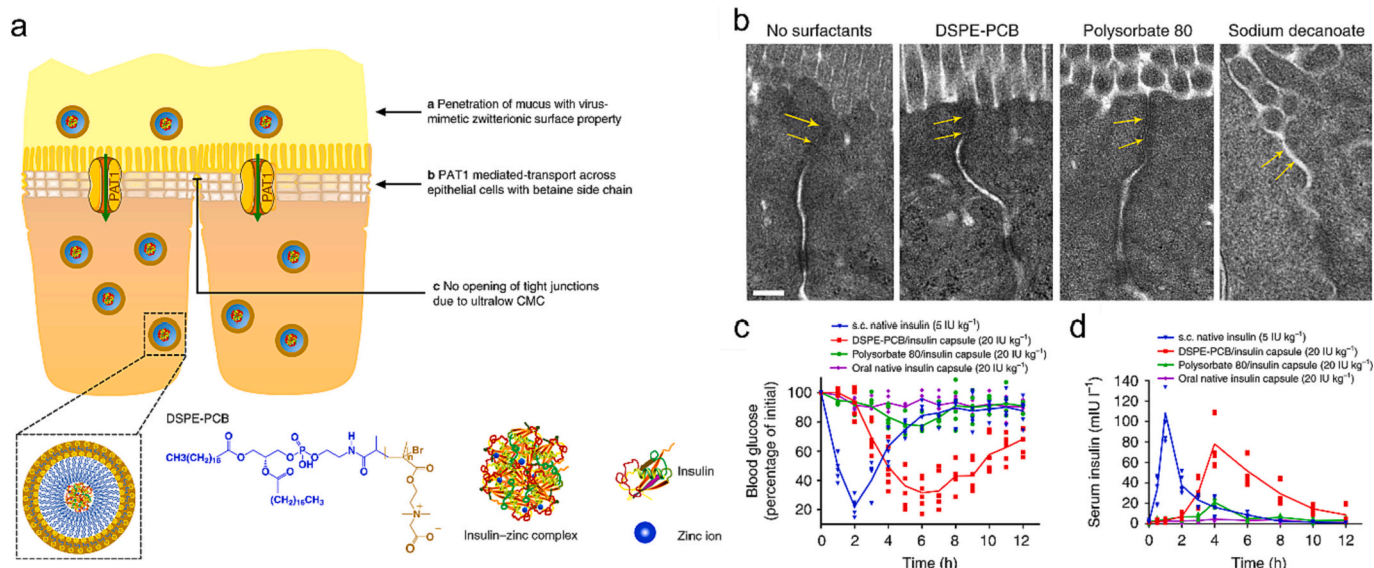 a
a Penetration of mucus with virus-
mimetic zwitterionic surface property
PAT1
PAT1
b PAT1 mediated-transport across
epithelial cells with betaine side chain
c No opening of tight junctions
due to ultralow CMC
DSPE-PCB
CH3(CH₂)₁₆
O
O
O
P
O
OH
O
N
H
O
Br
n
O
O
O
(CH₂)₁₆CH₃
O
N⁺
O⁻
O
Insulin–zinc complex
Insulin
Zinc ion
b
No surfactants
DSPE-PCB
Polysorbate 80
Sodium decanoate
c
s.c. native insulin (5 IU kg⁻¹)
DSPE-PCB/insulin capsule (20 IU kg⁻¹)
Polysorbate 80/insulin capsule (20 IU kg⁻¹)
Oral native insulin capsule (20 IU kg⁻¹)
Blood glucose
(percentage of initial)
100
80
60
40
20
0 2 4 6 8 10 12
Time (h)
d
s.c. native insulin (5 IU kg⁻¹)
DSPE-PCB/insulin capsule (20 IU kg⁻¹)
Polysorbate 80/insulin capsule (20 IU kg⁻¹)
Oral native insulin capsule (20 IU kg⁻¹)
Serum insulin (mIU l⁻¹)
140
120
100
80
60
40
20
0
0 2 4 6 8 10 12
Time (h)